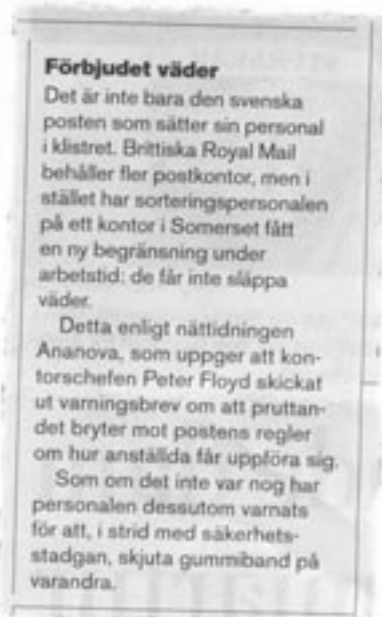 Förbjudet väder
Det är inte bara den svenska
posten som sätter sin personal
i klistret. Brittiska Royal Mail
behåller fler postkontor, men i
stället har sorteringspersonalen
på ett kontor i Somerset fått
en ny begränsning under
arbetstid: de får inte släppa
väder.
Detta enligt nättidningen
Ananova, som uppger att kon-
torschefen Peter Floyd skickat
ut varningsbrev om att pruttan-
det bryter mot postens regler
om hur anställda får uppföra sig.
Som om det inte var nog har
personalen dessutom varnats
för att, i strid med säkerhets-
stadgan, skjuta gummiband på
varandra.